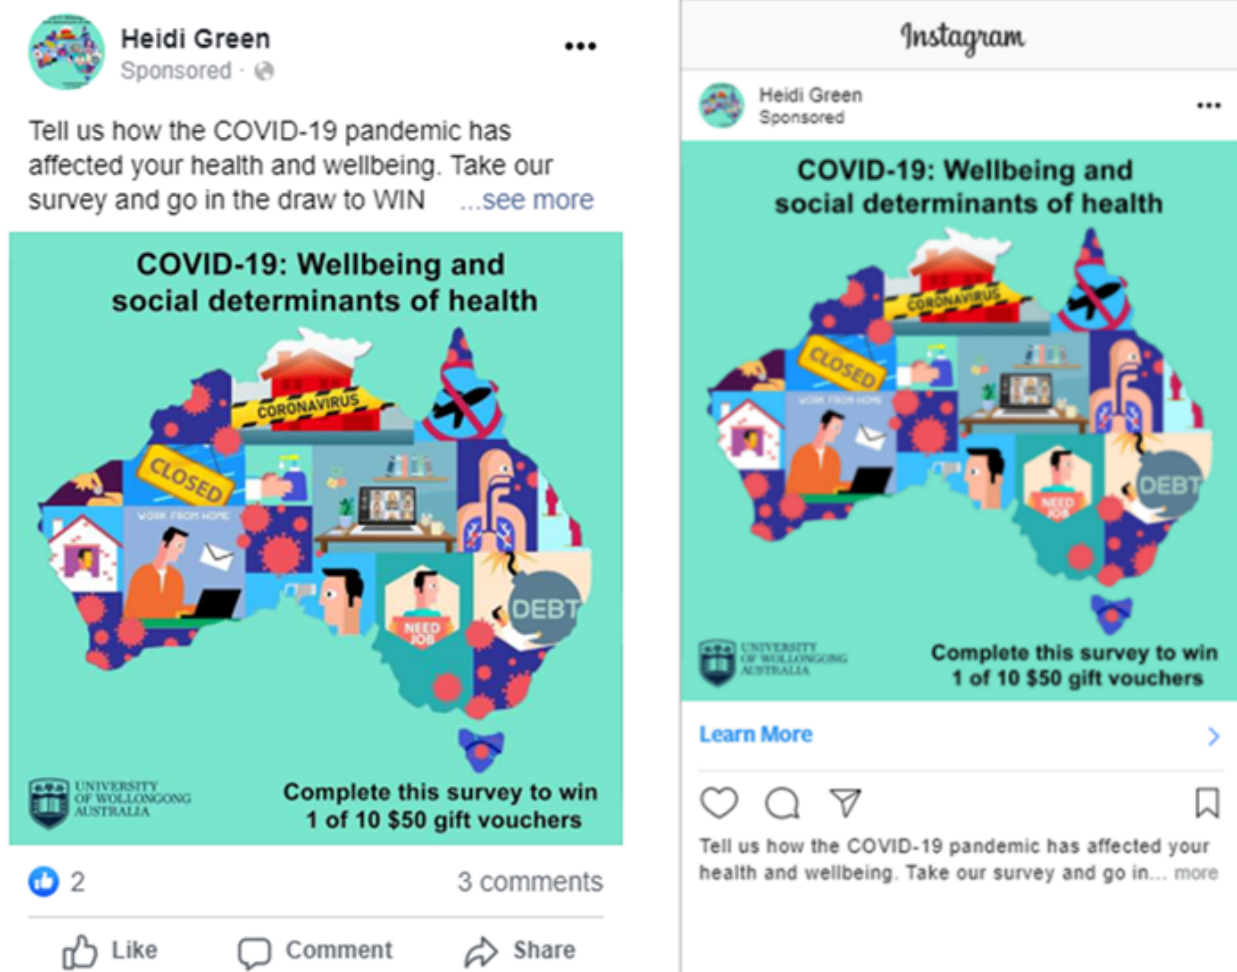 Heidi Green
Sponsored ·
Tell us how the COVID-19 pandemic has
affected your health and wellbeing. Take our
survey and go in the draw to WIN ...see more
COVID-19: Wellbeing and
social determinants of health
CORONAVIRUS
CLOSED
WORK FROM HOME
NEED
JOB
DEBT
UNIVERSITY
OF WOLLONGONG
AUSTRALIA
Complete this survey to win
1 of 10 $50 gift vouchers
2
3 comments
Like
Comment
Share
Instagram
Heidi Green
Sponsored
COVID-19: Wellbeing and
social determinants of health
CORONAVIRUS
CLOSED
WORK FROM HOME
NEED
JOB
DEBT
UNIVERSITY
OF WOLLONGONG
AUSTRALIA
Complete this survey to win
1 of 10 $50 gift vouchers
Learn More
Tell us how the COVID-19 pandemic has affected your
health and wellbeing. Take our survey and go in... more